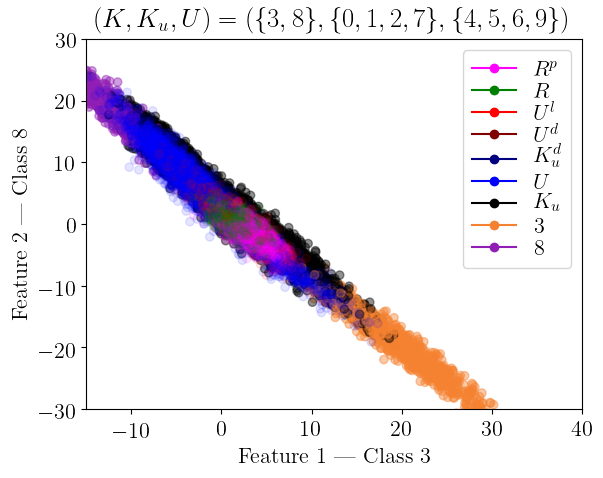 (K, K_u, U) = ({3, 8}, {0, 1, 2, 7}, {4, 5, 6, 9})
30
20
10
0
−10
−20
−30
Feature 2 — Class 8
R^p
R
U^l
U^d
K_u^d
U
K_u
3
8
−10
0
10
20
30
40
Feature 1 — Class 3